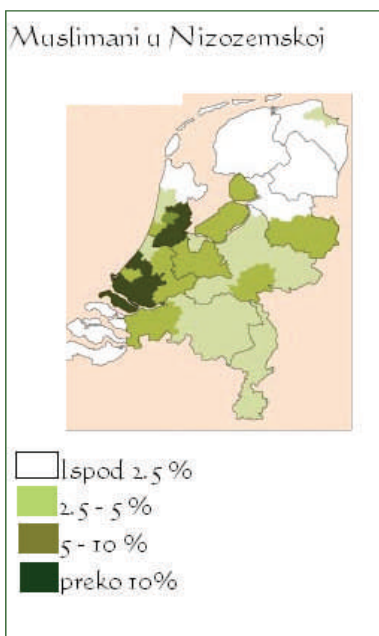 Muslimani u Nizozemskoj
Ispod 2.5 %
2.5 - 5 %
5 - 10 %
preko 10%